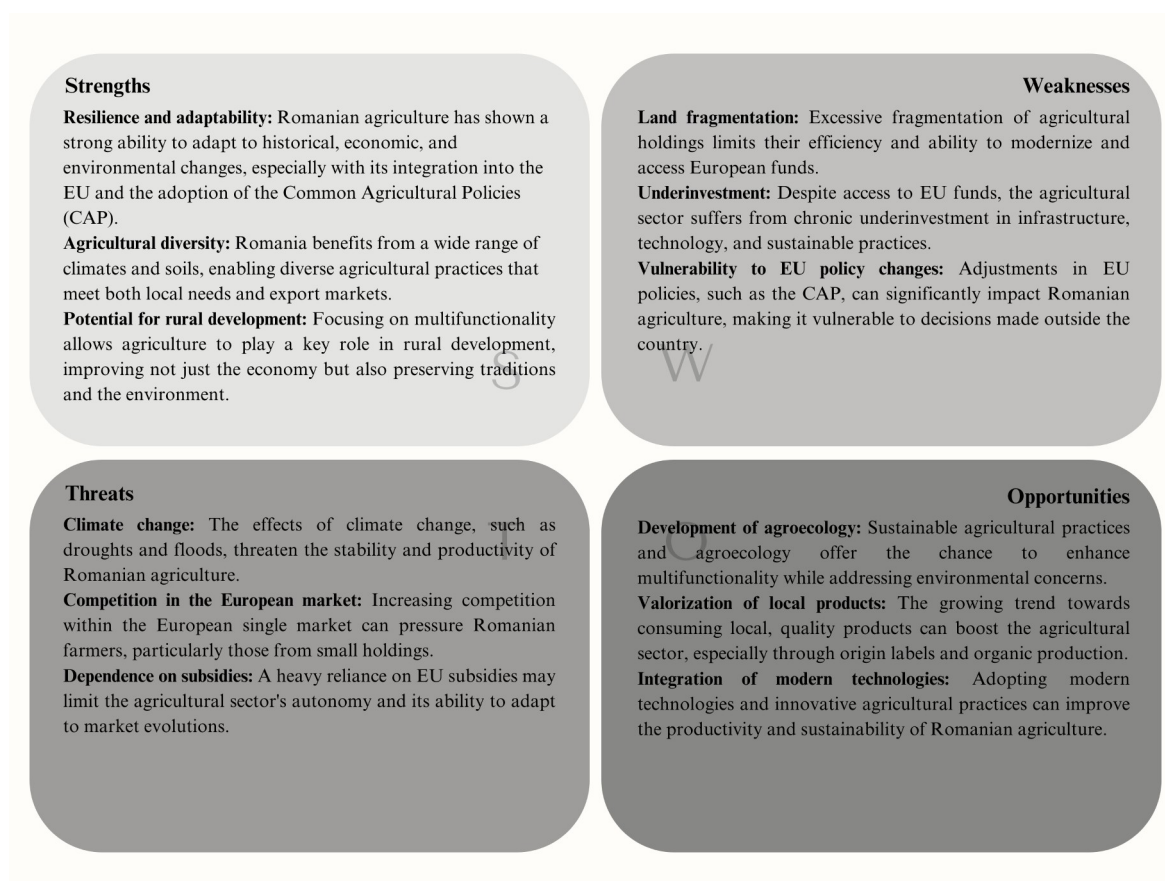 Strengths
Resilience and adaptability: Romanian agriculture has shown a
strong ability to adapt to historical, economic, and
environmental changes, especially with its integration into the
EU and the adoption of the Common Agricultural Policies
(CAP).
Agricultural diversity: Romania benefits from a wide range of
climates and soils, enabling diverse agricultural practices that
meet both local needs and export markets.
Potential for rural development: Focusing on multifunctionality
allows agriculture to play a key role in rural development,
improving not just the economy but also preserving traditions
and the environment.
S
Weaknesses
Land fragmentation: Excessive fragmentation of agricultural
holdings limits their efficiency and ability to modernize and
access European funds.
Underinvestment: Despite access to EU funds, the agricultural
sector suffers from chronic underinvestment in infrastructure,
technology, and sustainable practices.
Vulnerability to EU policy changes: Adjustments in EU
policies, such as the CAP, can significantly impact Romanian
agriculture, making it vulnerable to decisions made outside the
country.
W
Threats
Climate change: The effects of climate change, such as
droughts and floods, threaten the stability and productivity of
Romanian agriculture.
Competition in the European market: Increasing competition
within the European single market can pressure Romanian
farmers, particularly those from small holdings.
Dependence on subsidies: A heavy reliance on EU subsidies may
limit the agricultural sector's autonomy and its ability to adapt
to market evolutions.
T
Opportunities
Development of agroecology: Sustainable agricultural practices
and agroecology offer the chance to enhance
multifunctionality while addressing environmental concerns.
Valorization of local products: The growing trend towards
consuming local, quality products can boost the agricultural
sector, especially through origin labels and organic production.
Integration of modern technologies: Adopting modern
technologies and innovative agricultural practices can improve
the productivity and sustainability of Romanian agriculture.
O